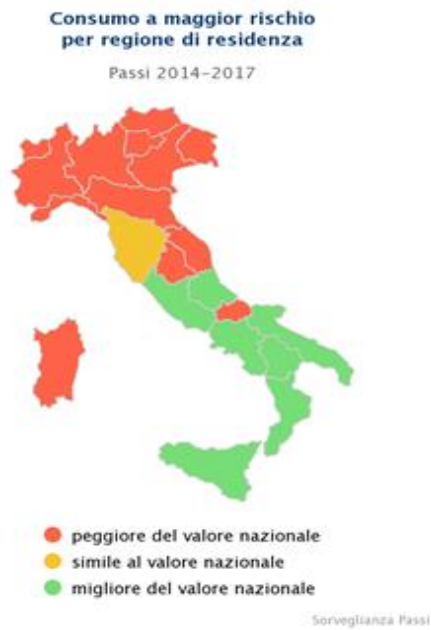 Consumo a maggior rischio
per regione di residenza
Passi 2014-2017
peggiore del valore nazionale
simile al valore nazionale
migliore del valore nazionale
Sorveglianza Passi